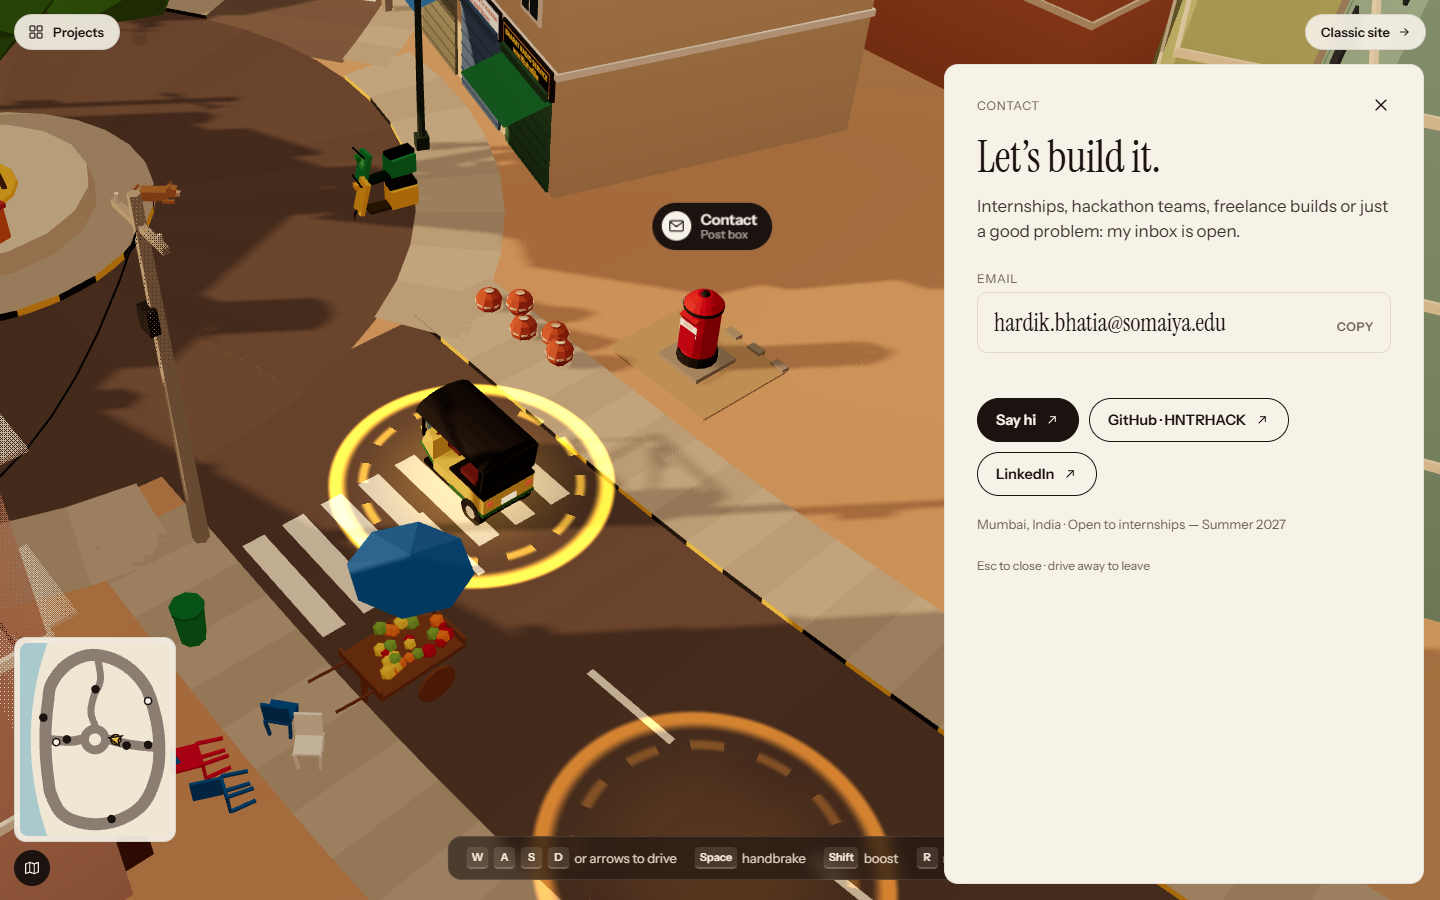 Projects
Classic site
CONTACT
Let's build it.
Internships, hackathon teams, freelance builds or just
a good problem: my inbox is open.
EMAIL
hardik.bhatia@somaiya.edu
COPY
Say hi
GitHub · HNTRHACK
LinkedIn
Mumbai, India · Open to internships — Summer 2027
Esc to close · drive away to leave
Contact
Post box
W A S D or arrows to drive Space handbrake Shift boost R